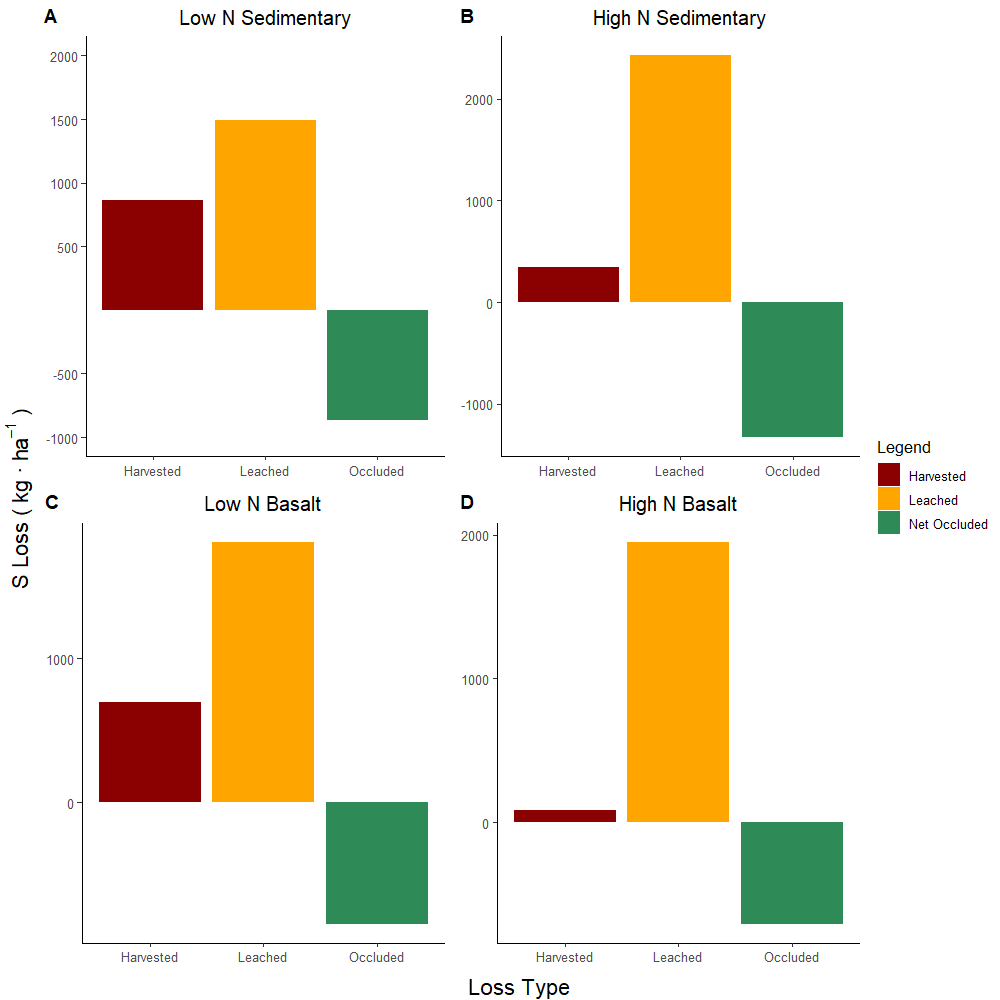 A
Low N Sedimentary
2000
1500
1000
500
-500
-1000
Harvested
Leached
Occluded
B
High N Sedimentary
2000
1000
0
-1000
Harvested
Leached
Occluded
C
Low N Basalt
1000
0
Harvested
Leached
Occluded
D
High N Basalt
2000
1000
0
Harvested
Leached
Occluded
S Loss ( kg · ha⁻¹ )
Loss Type
Legend
Harvested
Leached
Net Occluded